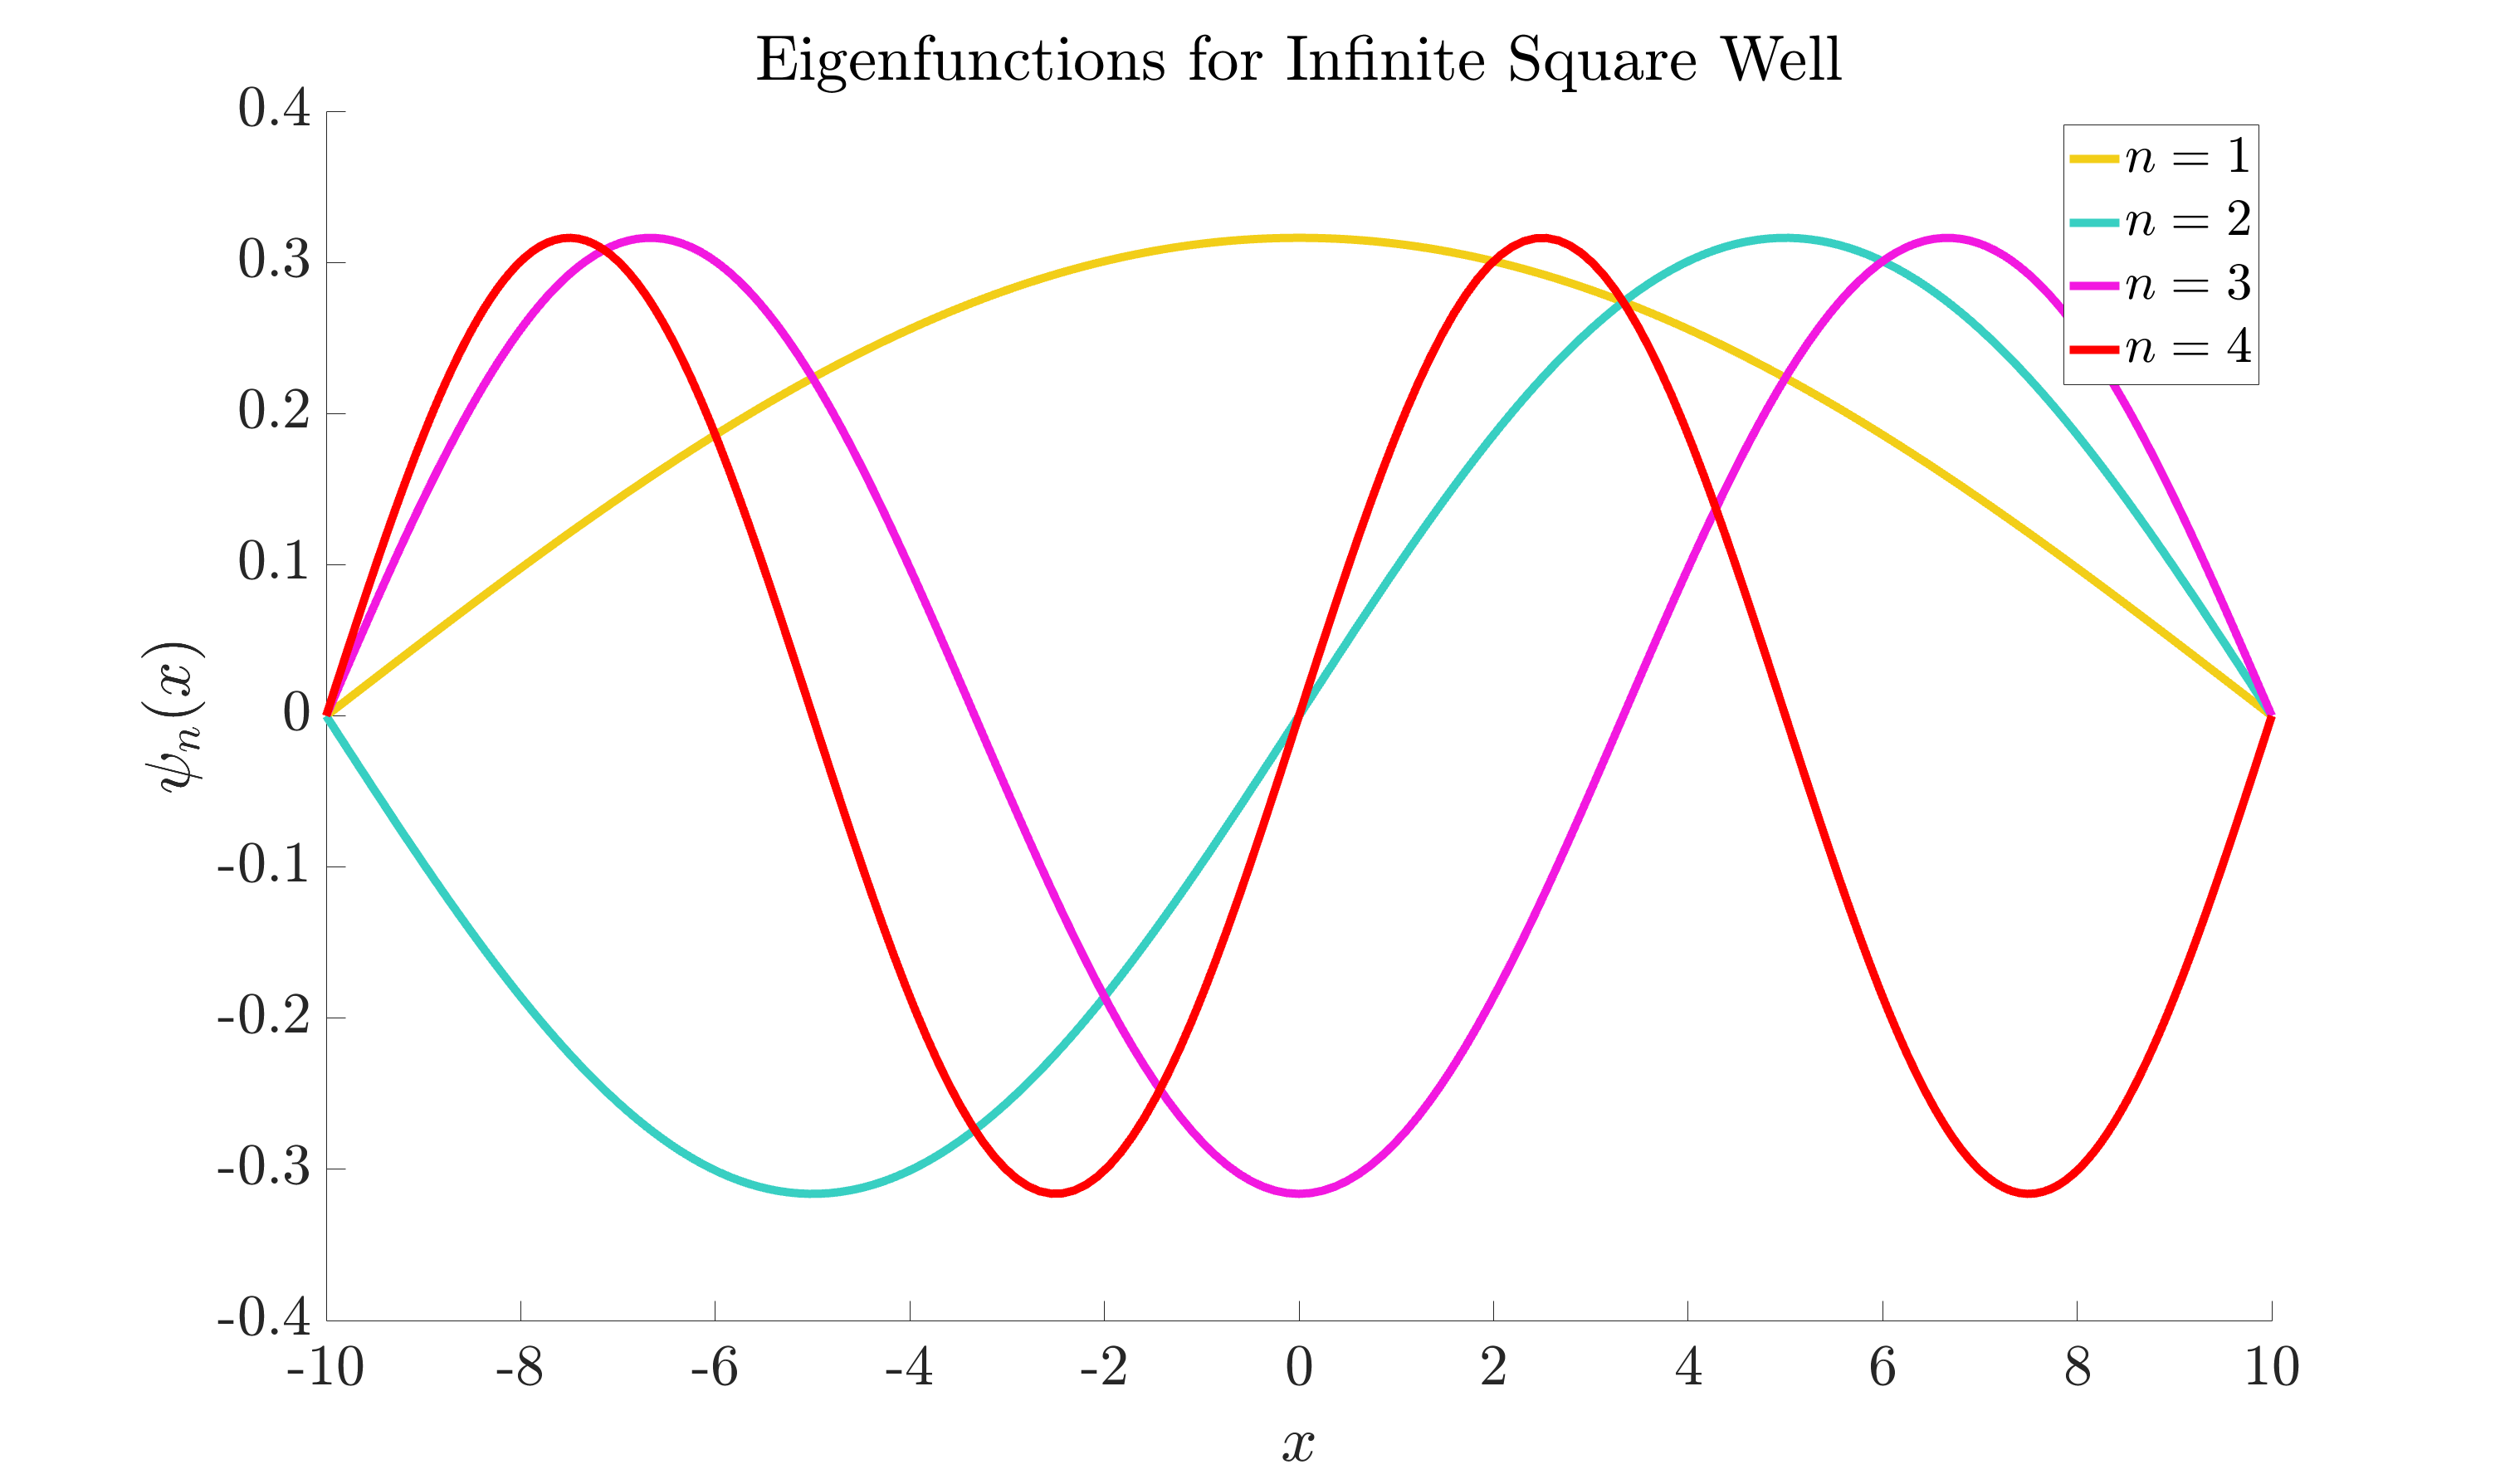 Eigenfunctions for Infinite Square Well
0.4
0.3
0.2
0.1
0
-0.1
-0.2
-0.3
-0.4
ψn(x)
n = 1
n = 2
n = 3
n = 4
-10 -8 -6 -4 -2 0 2 4 6 8 10
x